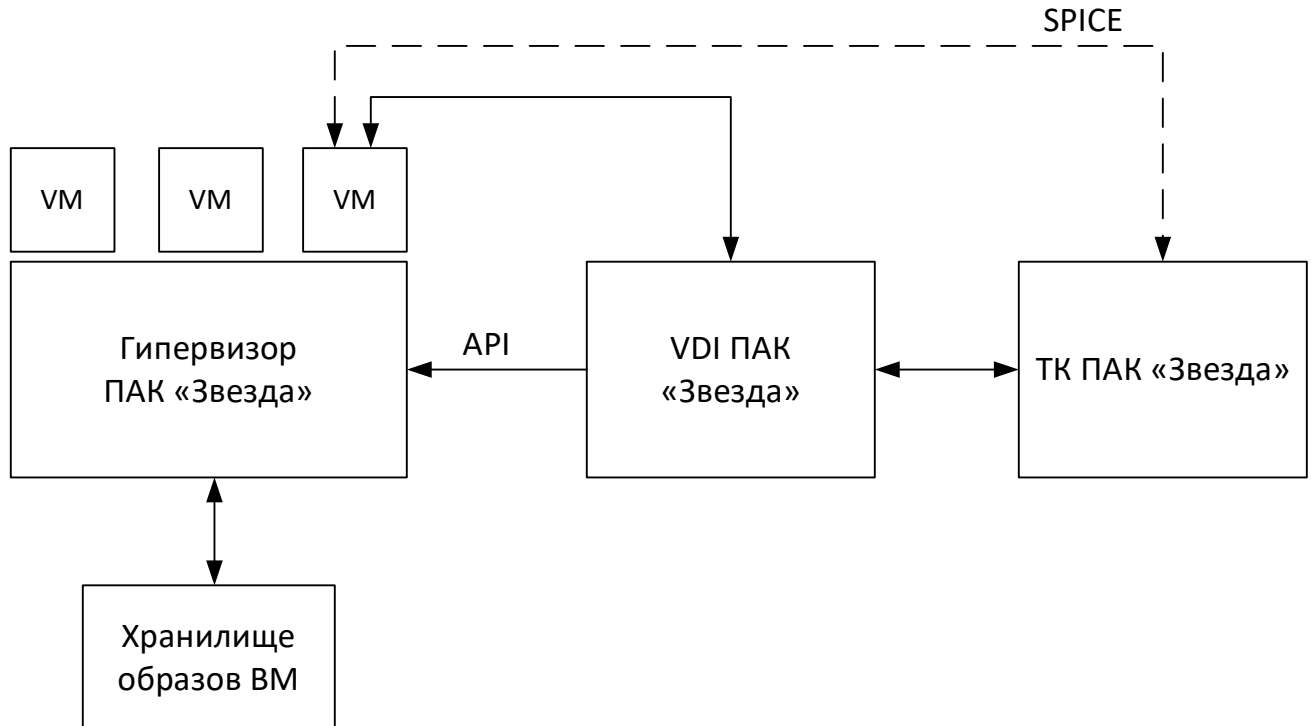 SPICE
VM
VM
VM
Гипервизор
ПАК «Звезда»
API
VDI ПАК
«Звезда»
ТК ПАК «Звезда»
Хранилище
образов ВМ